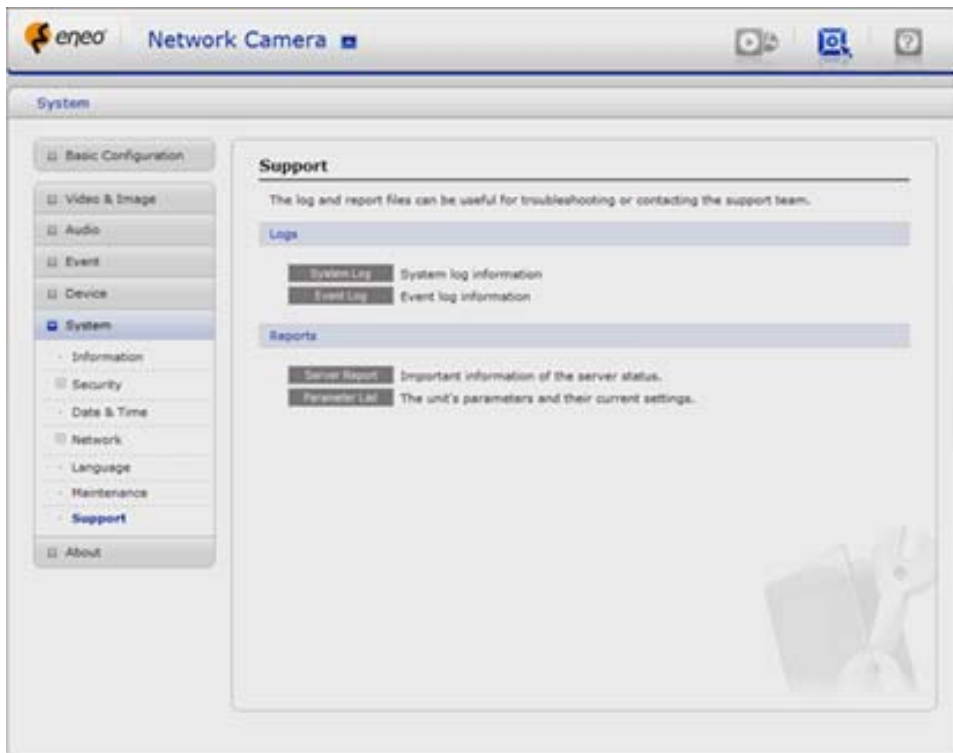 eneo
Network Camera
System
Basic Configuration
Video & Image
Audio
Event
Device
System
Information
Security
Date & Time
Network
Language
Maintenance
Support
About
Support
The log and report files can be useful for troubleshooting or contacting the support team.
Logs
System Log System log information
Event Log Event log information
Reports
Server Report Important information of the server status.
Parameter List The unit's parameters and their current settings.